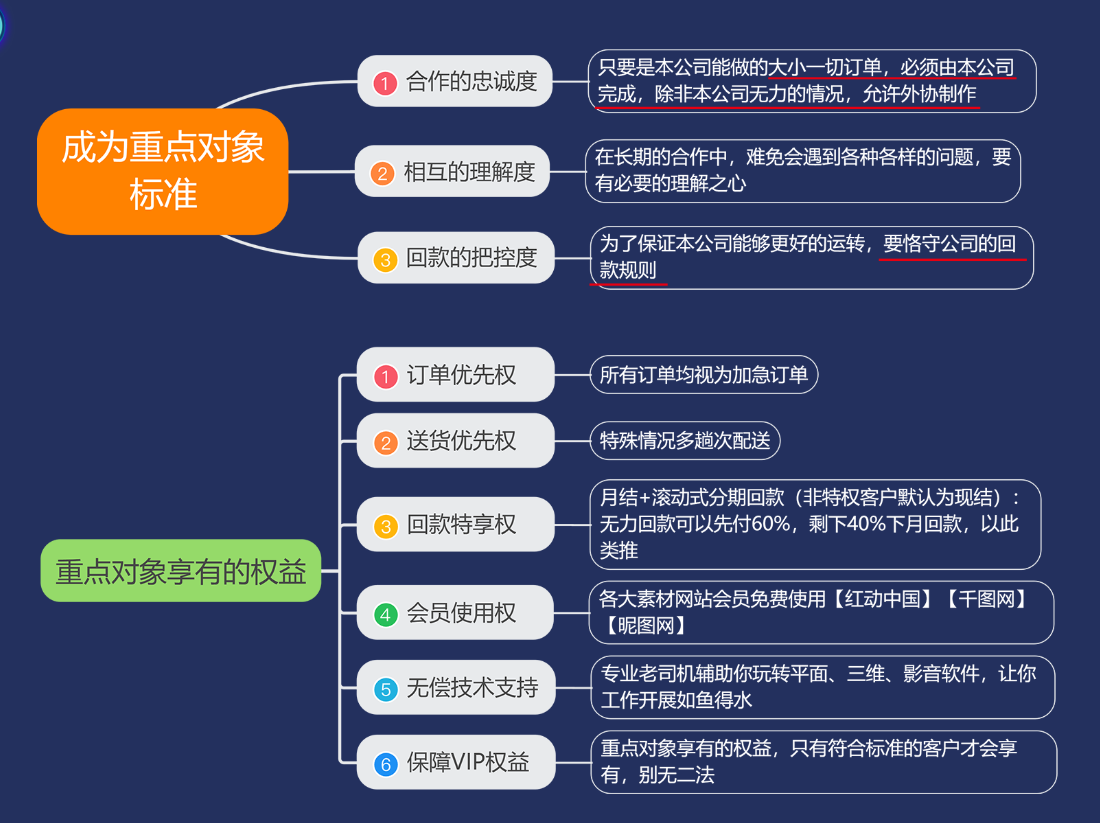 成为重点对象
标准
1 合作的忠诚度
只要是本公司能做的大小一切订单，必须由本公司
完成，除非本公司无力的情况，允许外协制作
2 相互的理解度
在长期的合作中，难免会遇到各种各样的问题，要
有必要的理解之心
3 回款的把控度
为了保证本公司能够更好的运转，要恪守公司的回
款规则
重点对象享有的权益
1 订单优先权
所有订单均视为加急订单
2 送货优先权
特殊情况多趟次配送
3 回款特享权
月结+滚动式分期回款（非特权客户默认为现结）：
无力回款可以先付60%，剩下40%下月回款，以此
类推
4 会员使用权
各大素材网站会员免费使用【红动中国】【千图网】
【昵图网】
5 无偿技术支持
专业老司机辅助你玩转平面、三维、影音软件，让你
工作开展如鱼得水
6 保障VIP权益
重点对象享有的权益，只有符合标准的客户才会享
有，别无二法